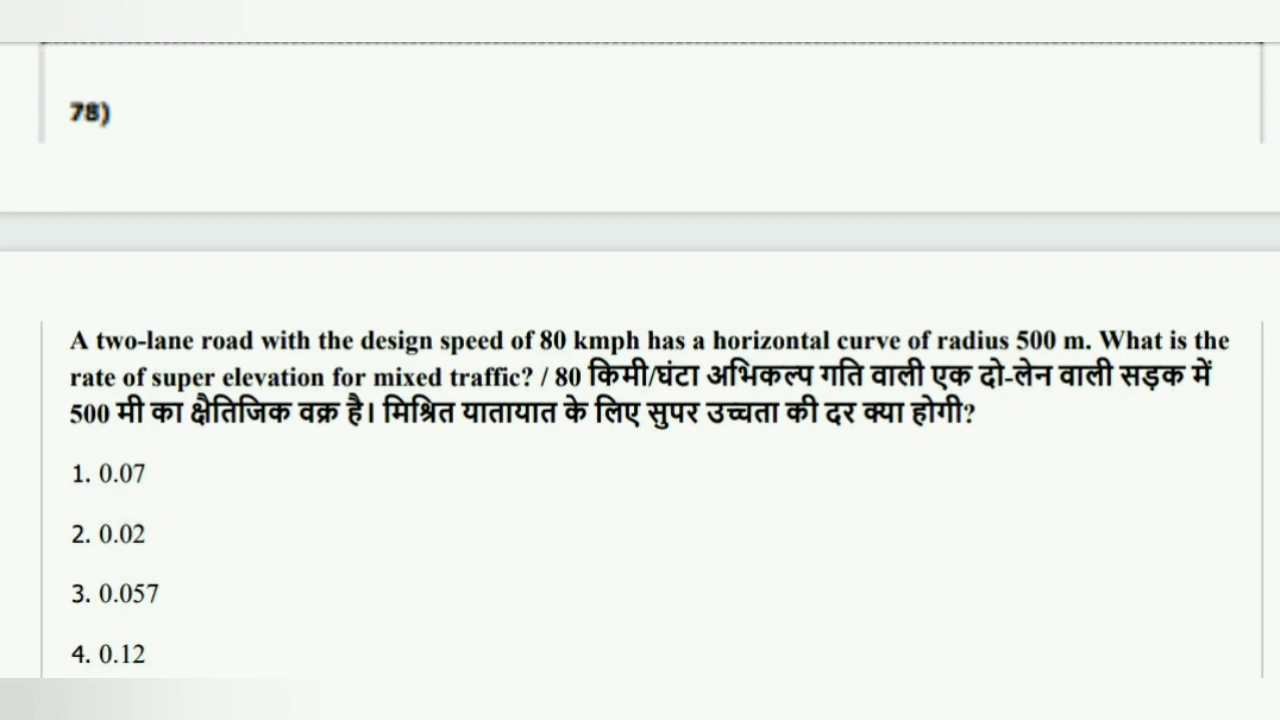 78)
A two-lane road with the design speed of 80 kmph has a horizontal curve of radius 500 m. What is the
rate of super elevation for mixed traffic? / 80 किमी/घंटा अभिकल्प गति वाली एक दो-लेन वाली सड़क में
500 मी का क्षैतिजिक वक्र है। मिश्रित यातायात के लिए सुपर उच्चता की दर क्या होगी?
1. 0.07
2. 0.02
3. 0.057
4. 0.12